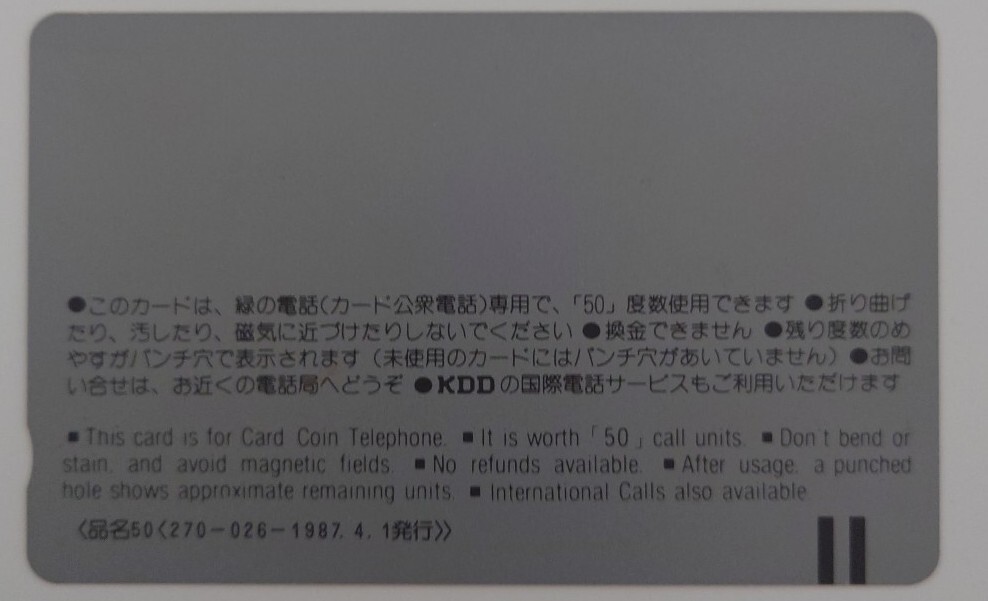 ●このカードは、緑の電話(カード公衆電話)専用で、「50」度数使用できます ●折り曲げ
たり、汚したり、磁気に近づけたりしないでください ●換金できません ●残り度数のめ
やすがパンチ穴で表示されます(未使用のカードにはパンチ穴があいていません) ●お問
い合せは、お近くの電話局へどうぞ ●KDDの国際電話サービスもご利用いただけます
■This card is for Card Coin Telephone. ■It is worth「50」call units. ■Don't bend or
stain, and avoid magnetic fields. ■No refunds available. ■After usage, a punched
hole shows approximate remaining units. ■International Calls also available.
〈品名50〈270-026-1987.4.1発行〉〉